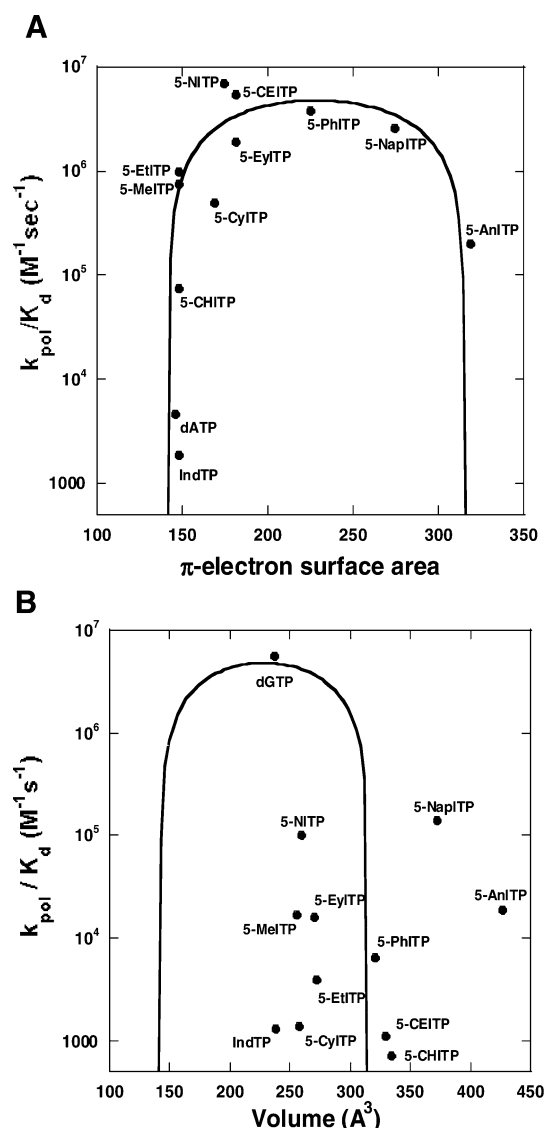 A
10^7
5-NITP
5-CEITP
5-PhITP
5-NapITP
5-EyITP
10^6
5-EtITP
5-MeITP
5-CyITP
5-AnITP
10^5
5-CHITP
10^4
dATP
IndTP
1000
k_pol/K_d (M^-1 sec^-1)
100 150 200 250 300 350
π-electron surface area
B
10^7
dGTP
10^6
5-NapITP
5-NITP
10^5
5-AnITP
5-EyITP
5-MeITP
10^4
5-PhITP
5-EtITP
5-CEITP
IndTP
5-CyITP
1000
5-CHITP
k_pol / K_d (M^-1 s^-1)
100 150 200 250 300 350 400 450
Volume (A^3)